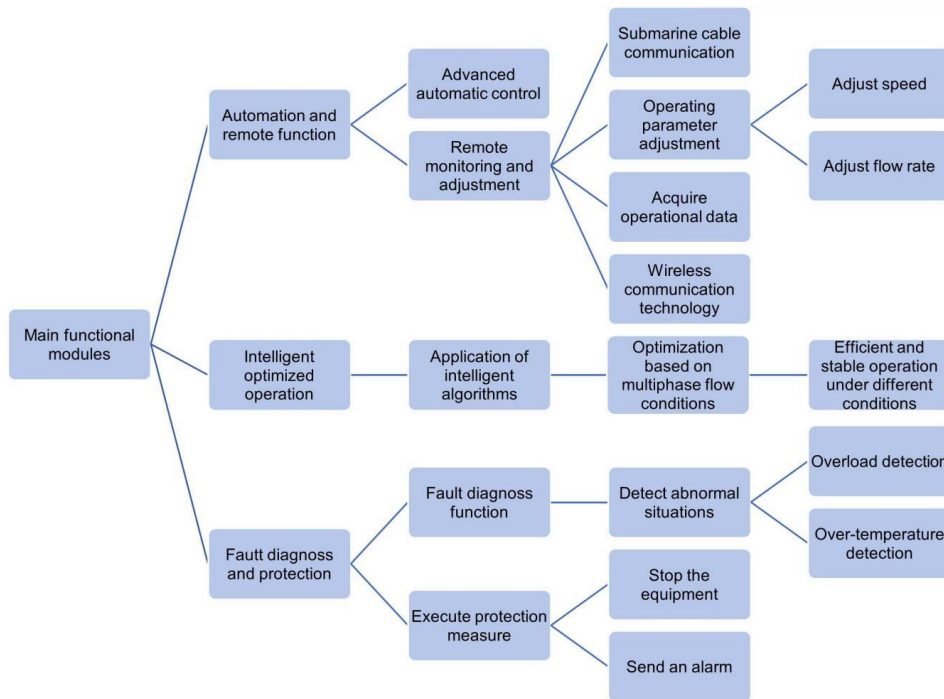 Main functional
modules
Automation and
remote function
Advanced
automatic control
Remote
monitoring and
adjustment
Submarine cable
communication
Operating
parameter
adjustment
Adjust speed
Adjust flow rate
Acquire
operational data
Wireless
communication
technology
Intelligent
optimized
operation
Application of
intelligent
algorithms
Optimization
based on
multiphase flow
conditions
Efficient and
stable operation
under different
conditions
Fautt diagnoss
and protection
Fault diagnoss
function
Detect abnormal
situations
Overload detection
Over-temperature
detection
Execute protection
measure
Stop the
equipment
Send an alarm